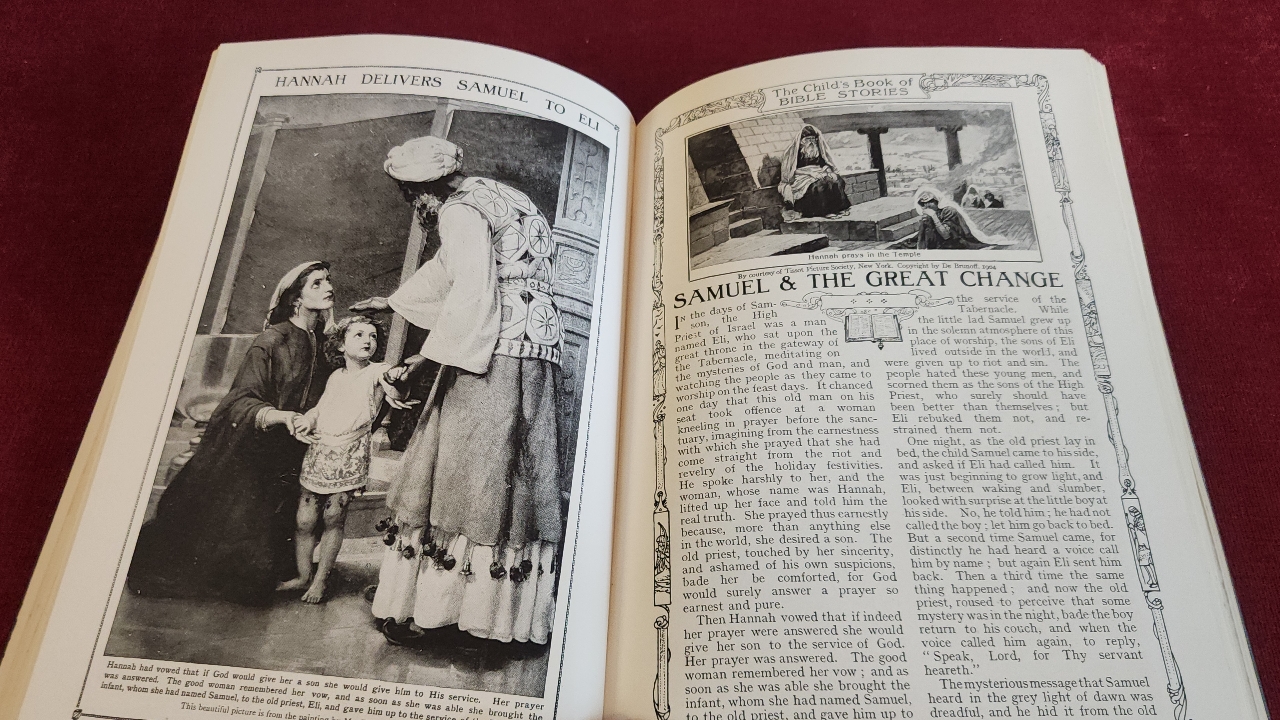 HANNAH DELIVERS SAMUEL TO ELI
Hannah had vowed that if God would give her a son she would give him to His service. Her prayer
was answered. The good woman remembered her vow, and as soon as she was able she brought the
infant, whom she had named Samuel, to the old priest, Eli, and gave him up to the service of the
This beautiful picture is from the painting by
The Child's Book of
BIBLE STORIES
Hannah prays in the Temple
By courtesy of Tissot Picture Society, New York. Copyright by De Brunoff, 1904
SAMUEL & THE GREAT CHANGE
In the days of Sam-
son, the High
Priest of Israel was a man
named Eli, who sat upon the
great throne in the gateway of
the Tabernacle, meditating on
the mysteries of God and man, and
watching the people as they came to
worship on the feast days. It chanced
one day that this old man on his
seat took offence at a woman
kneeling in prayer before the sanc-
tuary, imagining from the earnestness
with which she prayed that she had
come straight from the riot and
revelry of the holiday festivities.
He spoke harshly to her, and the
woman, whose name was Hannah,
lifted up her face and told him the
real truth. She prayed thus earnestly
because, more than anything else
in the world, she desired a son. The
old priest, touched by her sincerity,
and ashamed of his own suspicions,
bade her be comforted, for God
would surely answer a prayer so
earnest and pure.
Then Hannah vowed that if indeed
her prayer were answered she would
give her son to the service of God.
Her prayer was answered. The good
woman remembered her vow; and as
soon as she was able she brought the
infant, whom she had named Samuel,
to the old priest, and gave him up to
the service of the
Tabernacle. While
the little lad Samuel grew up
in the solemn atmosphere of this
place of worship, the sons of Eli
lived outside in the world, and
were given up to riot and sin. The
people hated these young men, and
scorned them as the sons of the High
Priest, who surely should have
been better than themselves; but
Eli rebuked them not, and re-
strained them not.
One night, as the old priest lay in
bed, the child Samuel came to his side,
and asked if Eli had called him. It
was just beginning to grow light, and
Eli, between waking and slumber,
looked with surprise at the little boy at
his side. No, he told him; he had not
called the boy; let him go back to bed.
But a second time Samuel came, for
distinctly he had heard a voice call
him by name; but again Eli sent him
back. Then a third time the same
thing happened; and now the old
priest, roused to perceive that some
mystery was in the night, bade the boy
return to his couch, and when the
voice called him again, to reply,
"Speak, Lord, for Thy servant
heareth."
The mysterious message that Samuel
heard in the grey light of dawn was
dreadful, and he hid it from the old